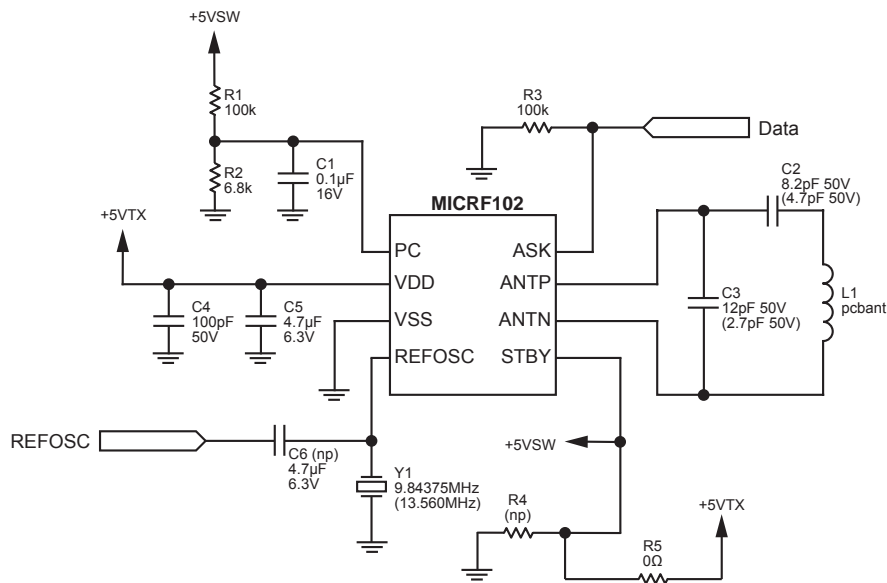 +5VSW
R1
100k
R2
6.8k
C1
0.1µF
16V
R3
100k
Data
C2
8.2pF 50V
(4.7pF 50V)
+5VTX
MICRF102
PC
VDD
VSS
REFOSC
ASK
ANTP
ANTN
STBY
C4
100pF
50V
C5
4.7µF
6.3V
C3
12pF 50V
(2.7pF 50V)
L1
pcbant
REFOSC
C6 (np)
4.7µF
6.3V
Y1
9.84375MHz
(13.560MHz)
+5VSW
R4
(np)
+5VTX
R5
0Ω